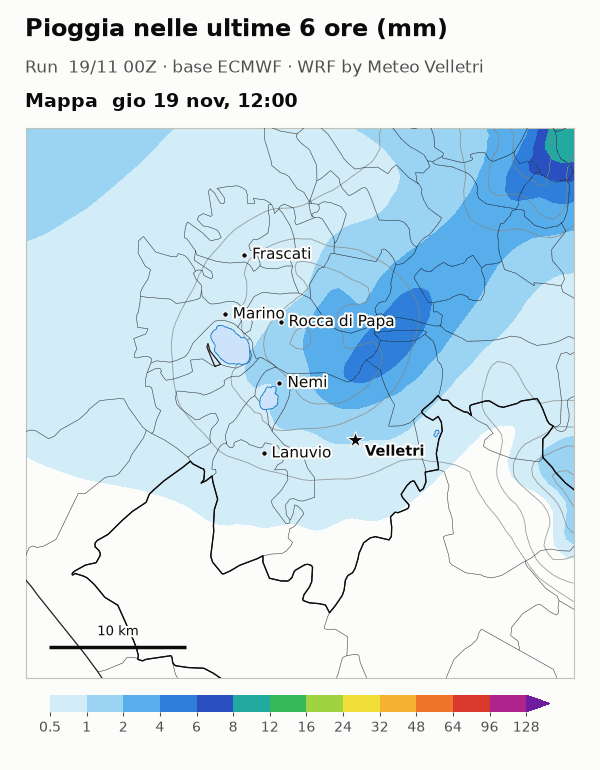 Pioggia nelle ultime 6 ore (mm)
Run  19/11 00Z · base ECMWF · WRF by Meteo Velletri
Mappa  gio 19 nov, 12:00
Frascati
Marino
Rocca di Papa
Nemi
Velletri
Lanuvio
10 km
0.5 1 2 4 6 8 12 16 24 32 48 64 96 128